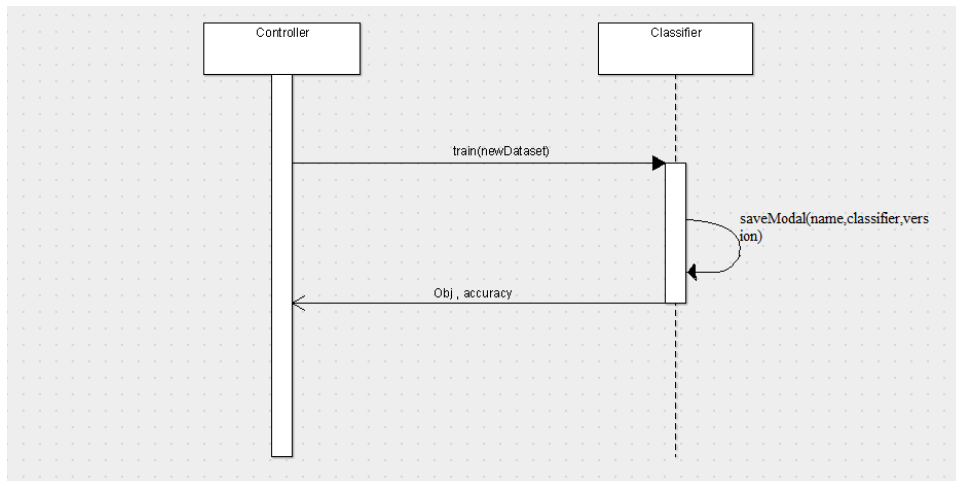 Controller
Classifier
train(newDataset)
saveModal(name,classifier,vers
ion)
Obj , accuracy